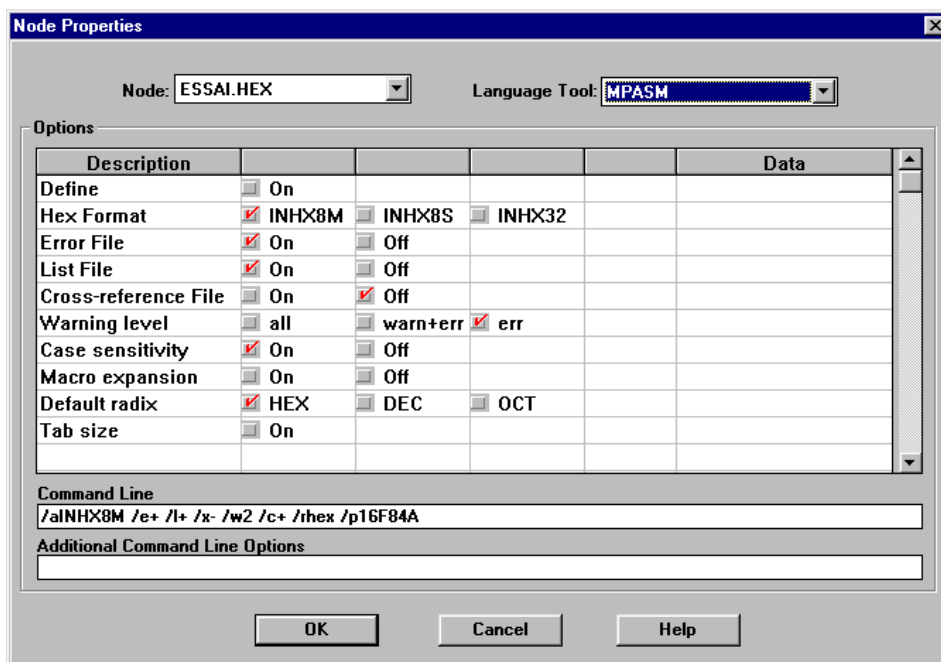 Node Properties
Node: ESSAI.HEX Language Tool: MPASM
Options
Description Data
Define On
Hex Format INHX8M INHX8S INHX32
Error File On Off
List File On Off
Cross-reference File On Off
Warning level all warn+err err
Case sensitivity On Off
Macro expansion On Off
Default radix HEX DEC OCT
Tab size On
Command Line
/aINHX8M /e+ /l+ /x- /w2 /c+ /rhex /p16F84A
Additional Command Line Options
OK Cancel Help